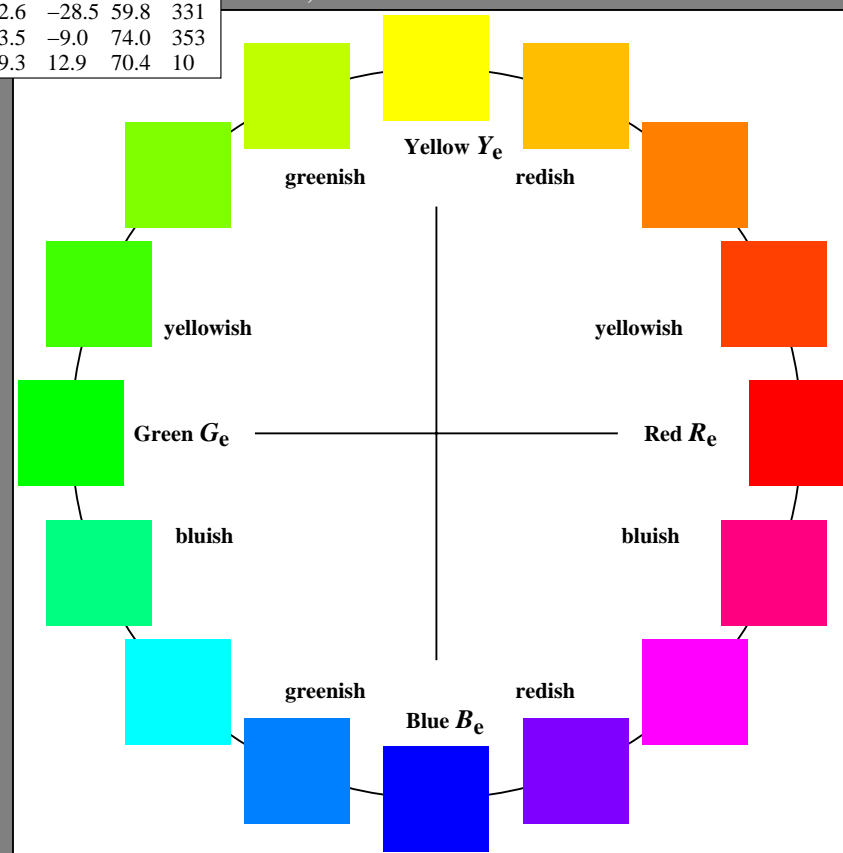 2.6 –28.5 59.8 331
3.5 –9.0 74.0 353
9.3 12.9 70.4 10
Yellow Ye
greenish redish
yellowish yellowish
Green Ge Red Re
bluish bluish
greenish redish
Blue Be